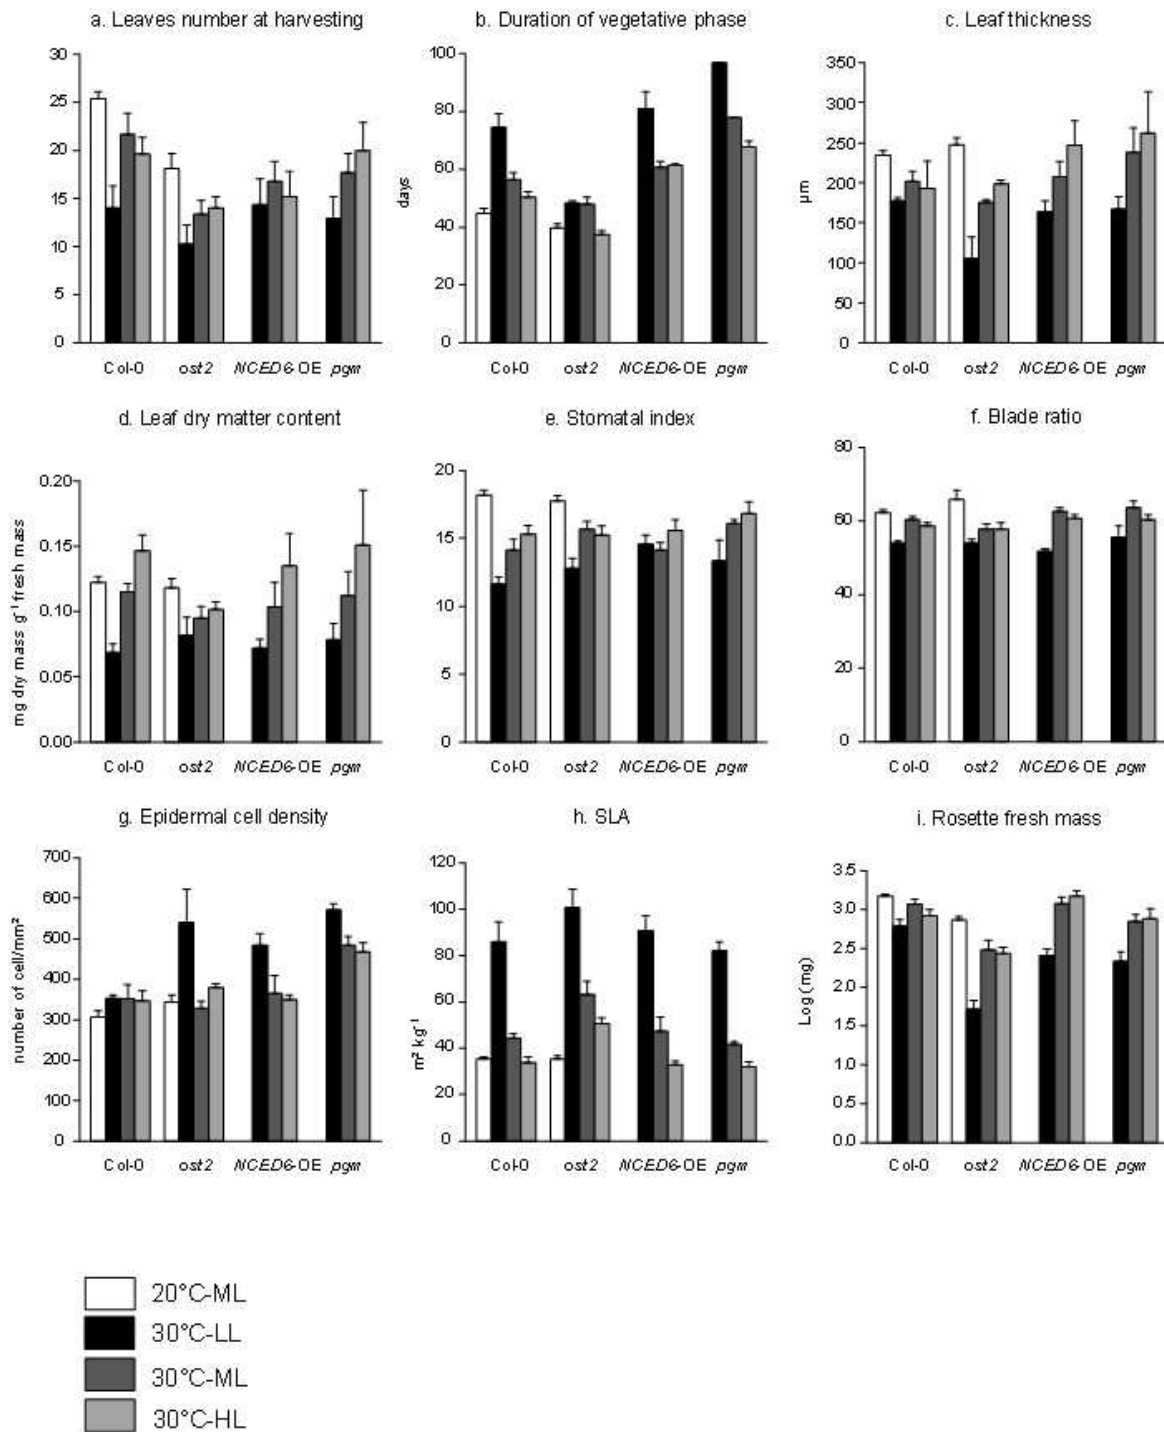 a. Leaves number at harvesting
30
25
20
15
10
5
0
Col-0 ost2 NCED6-OE pgm
b. Duration of vegetative phase
days
100
80
60
40
20
0
Col-0 ost2 NCED6-OE pgm
c. Leaf thickness
µm
350
300
250
200
150
100
50
0
Col-0 ost2 NCED6-OE pgm
d. Leaf dry matter content
mg dry mass g⁻¹ fresh mass
0.20
0.15
0.10
0.05
0.00
Col-0 ost2 NCED6-OE pgm
e. Stomatal index
20
15
10
5
0
Col-0 ost2 NCED6-OE pgm
f. Blade ratio
80
60
40
20
0
Col-0 ost2 NCED6-OE pgm
g. Epidermal cell density
number of cell/mm²
700
600
500
400
300
200
100
0
Col-0 ost2 NCED6-OE pgm
h. SLA
m² kg⁻¹
120
100
80
60
40
20
0
Col-0 ost2 NCED6-OE pgm
i. Rosette fresh mass
Log (mg)
3.5
3.0
2.5
2.0
1.5
1.0
0.5
0.0
Col-0 ost2 NCED6-OE pgm
20°C-ML
30°C-LL
30°C-ML
30°C-HL